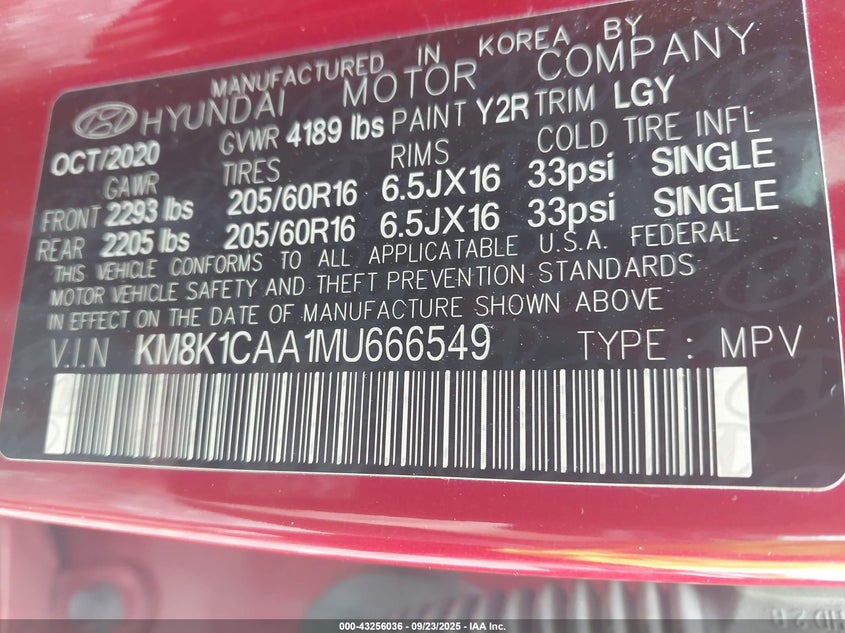 MANUFACTURED IN KOREA BY
HYUNDAI MOTOR COMPANY
OCT/2020 GVWR 4189 lbs PAINT Y2R TRIM LGY
GAWR TIRES RIMS COLD TIRE INFL
FRONT 2293 lbs 205/60R16 6.5JX16 33psi SINGLE
REAR 2205 lbs 205/60R16 6.5JX16 33psi SINGLE
THIS VEHICLE CONFORMS TO ALL APPLICATABLE U.S.A. FEDERAL
MOTOR VEHICLE SAFETY AND THEFT PREVENTION STANDARDS
IN EFFECT ON THE DATE OF MANUFACTURE SHOWN ABOVE
V.I.N KM8K1CAA1MU666549 TYPE : MPV
000-43256036 - 09/23/2025 - IAA Inc.